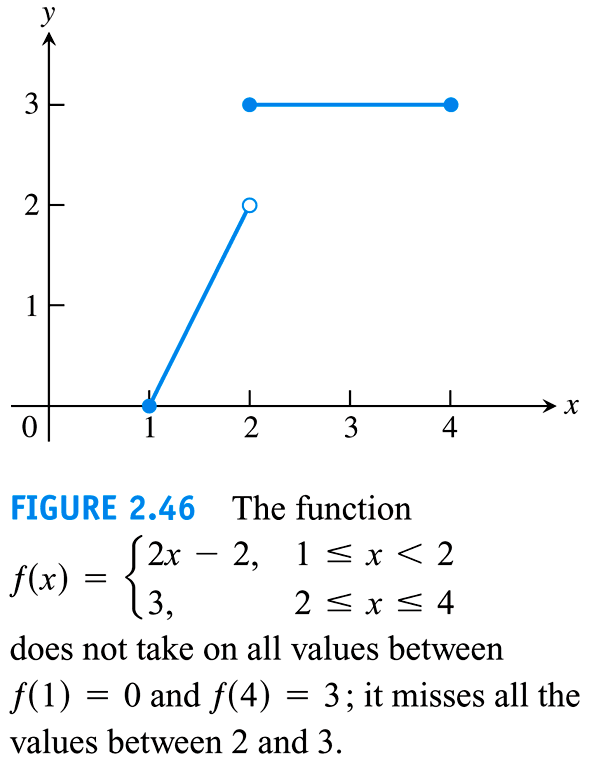 y
3
2
1
0 1 2 3 4 x
FIGURE 2.46 The function
f(x) = { 2x − 2, 1 ≤ x < 2
3, 2 ≤ x ≤ 4
does not take on all values between
f(1) = 0 and f(4) = 3; it misses all the
values between 2 and 3.